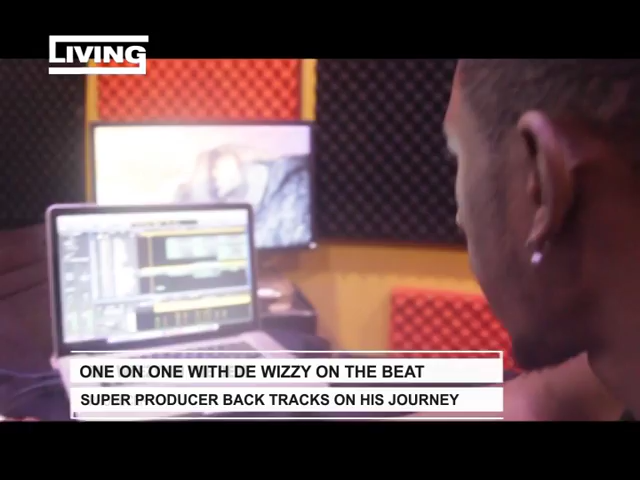 LIVING
ONE ON ONE WITH DE WIZZY ON THE BEAT
SUPER PRODUCER BACK TRACKS ON HIS JOURNEY